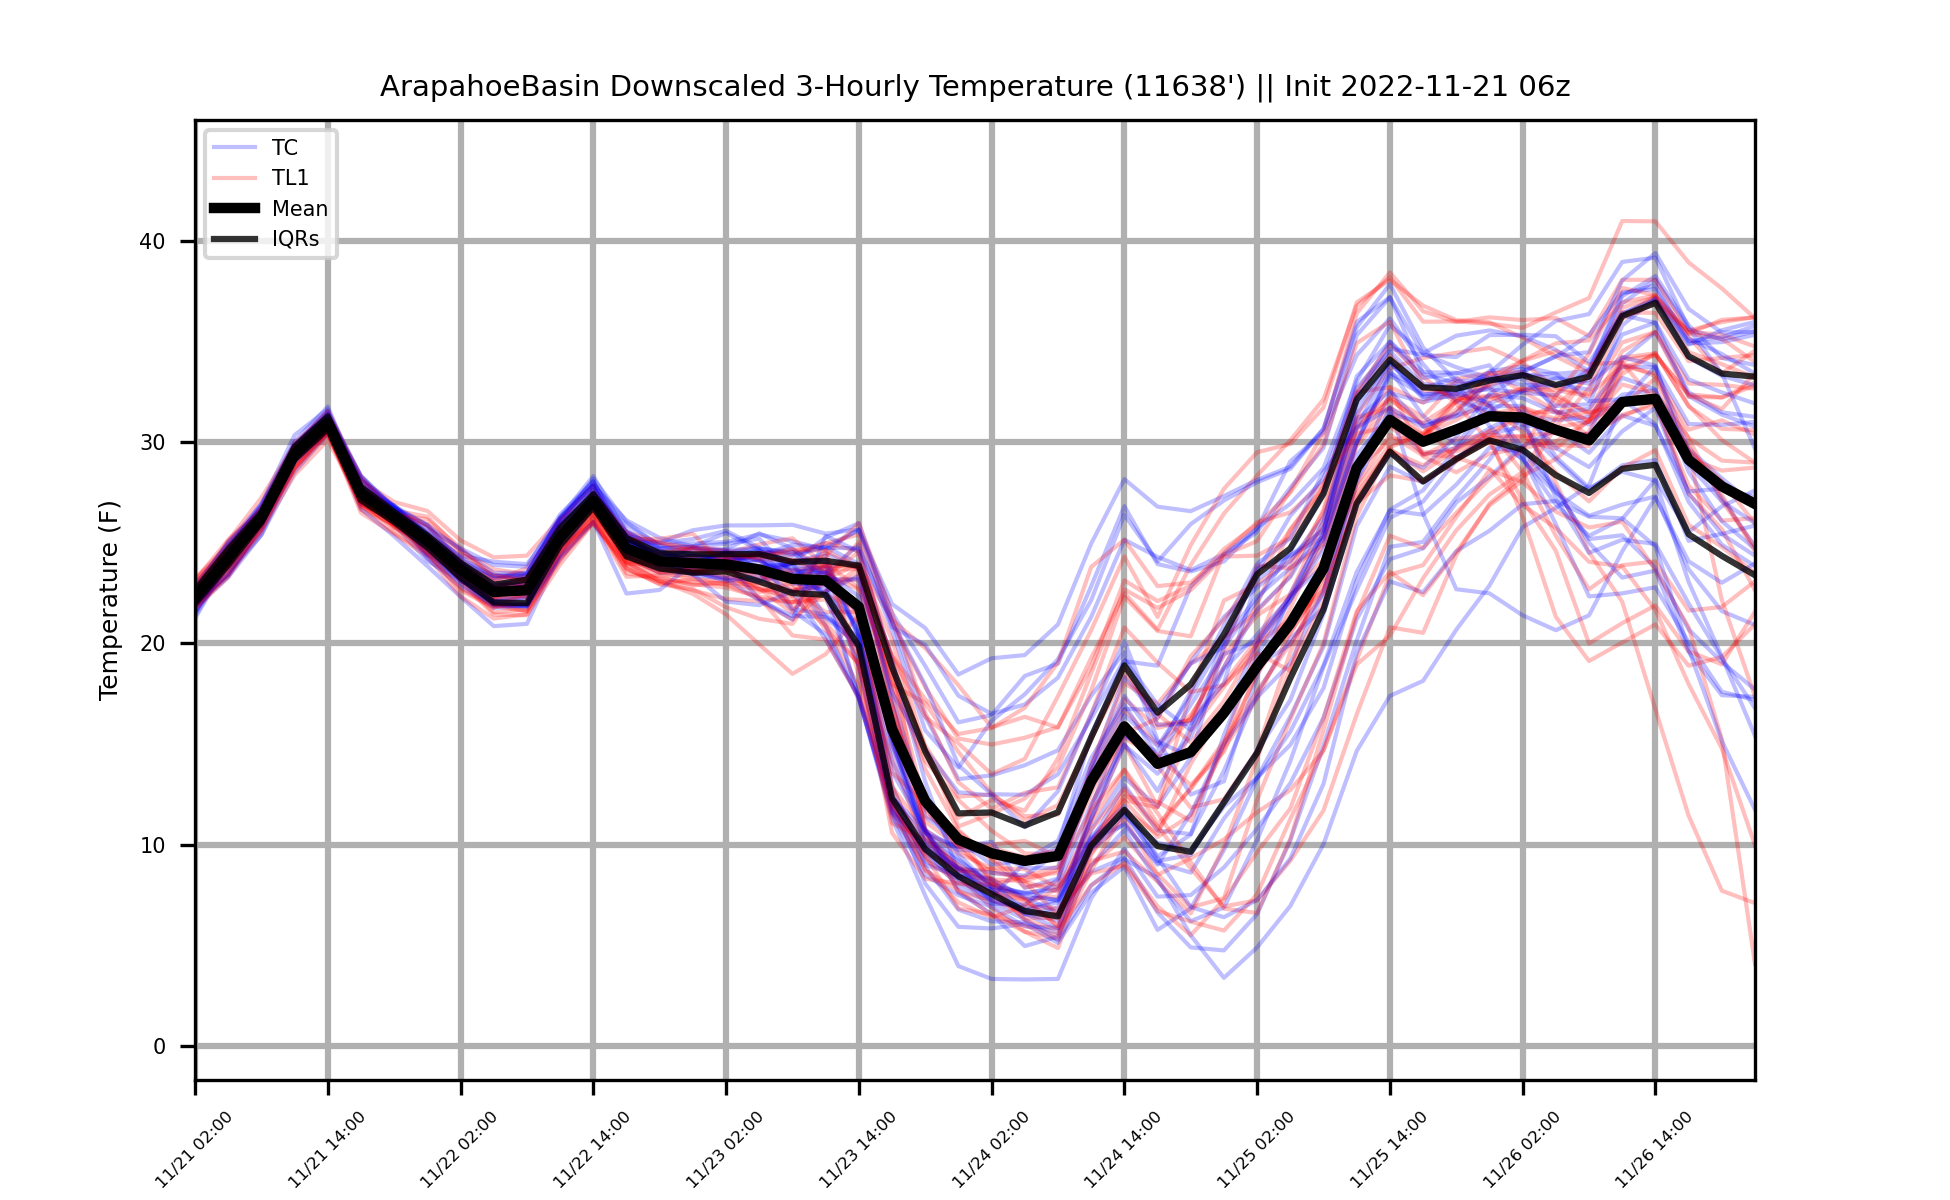 ArapahoeBasin Downscaled 3-Hourly Temperature (11638') || Init 2022-11-21 06z
TC
TL1
Mean
IQRs
Temperature (F)
40
30
20
10
0
11/21 02:00
11/21 14:00
11/22 02:00
11/22 14:00
11/23 02:00
11/23 14:00
11/24 02:00
11/24 14:00
11/25 02:00
11/25 14:00
11/26 02:00
11/26 14:00